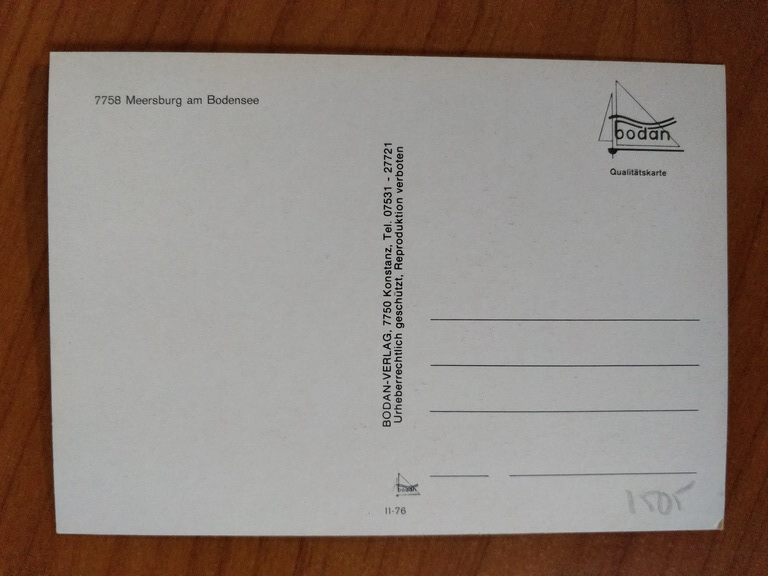 7758 Meersburg am Bodensee
bodan
Qualitätskarte
BODAN-VERLAG, 7750 Konstanz, Tel. 07531 - 27721
Urheberrechtlich geschützt, Reproduktion verboten
bodan
II-76
1505